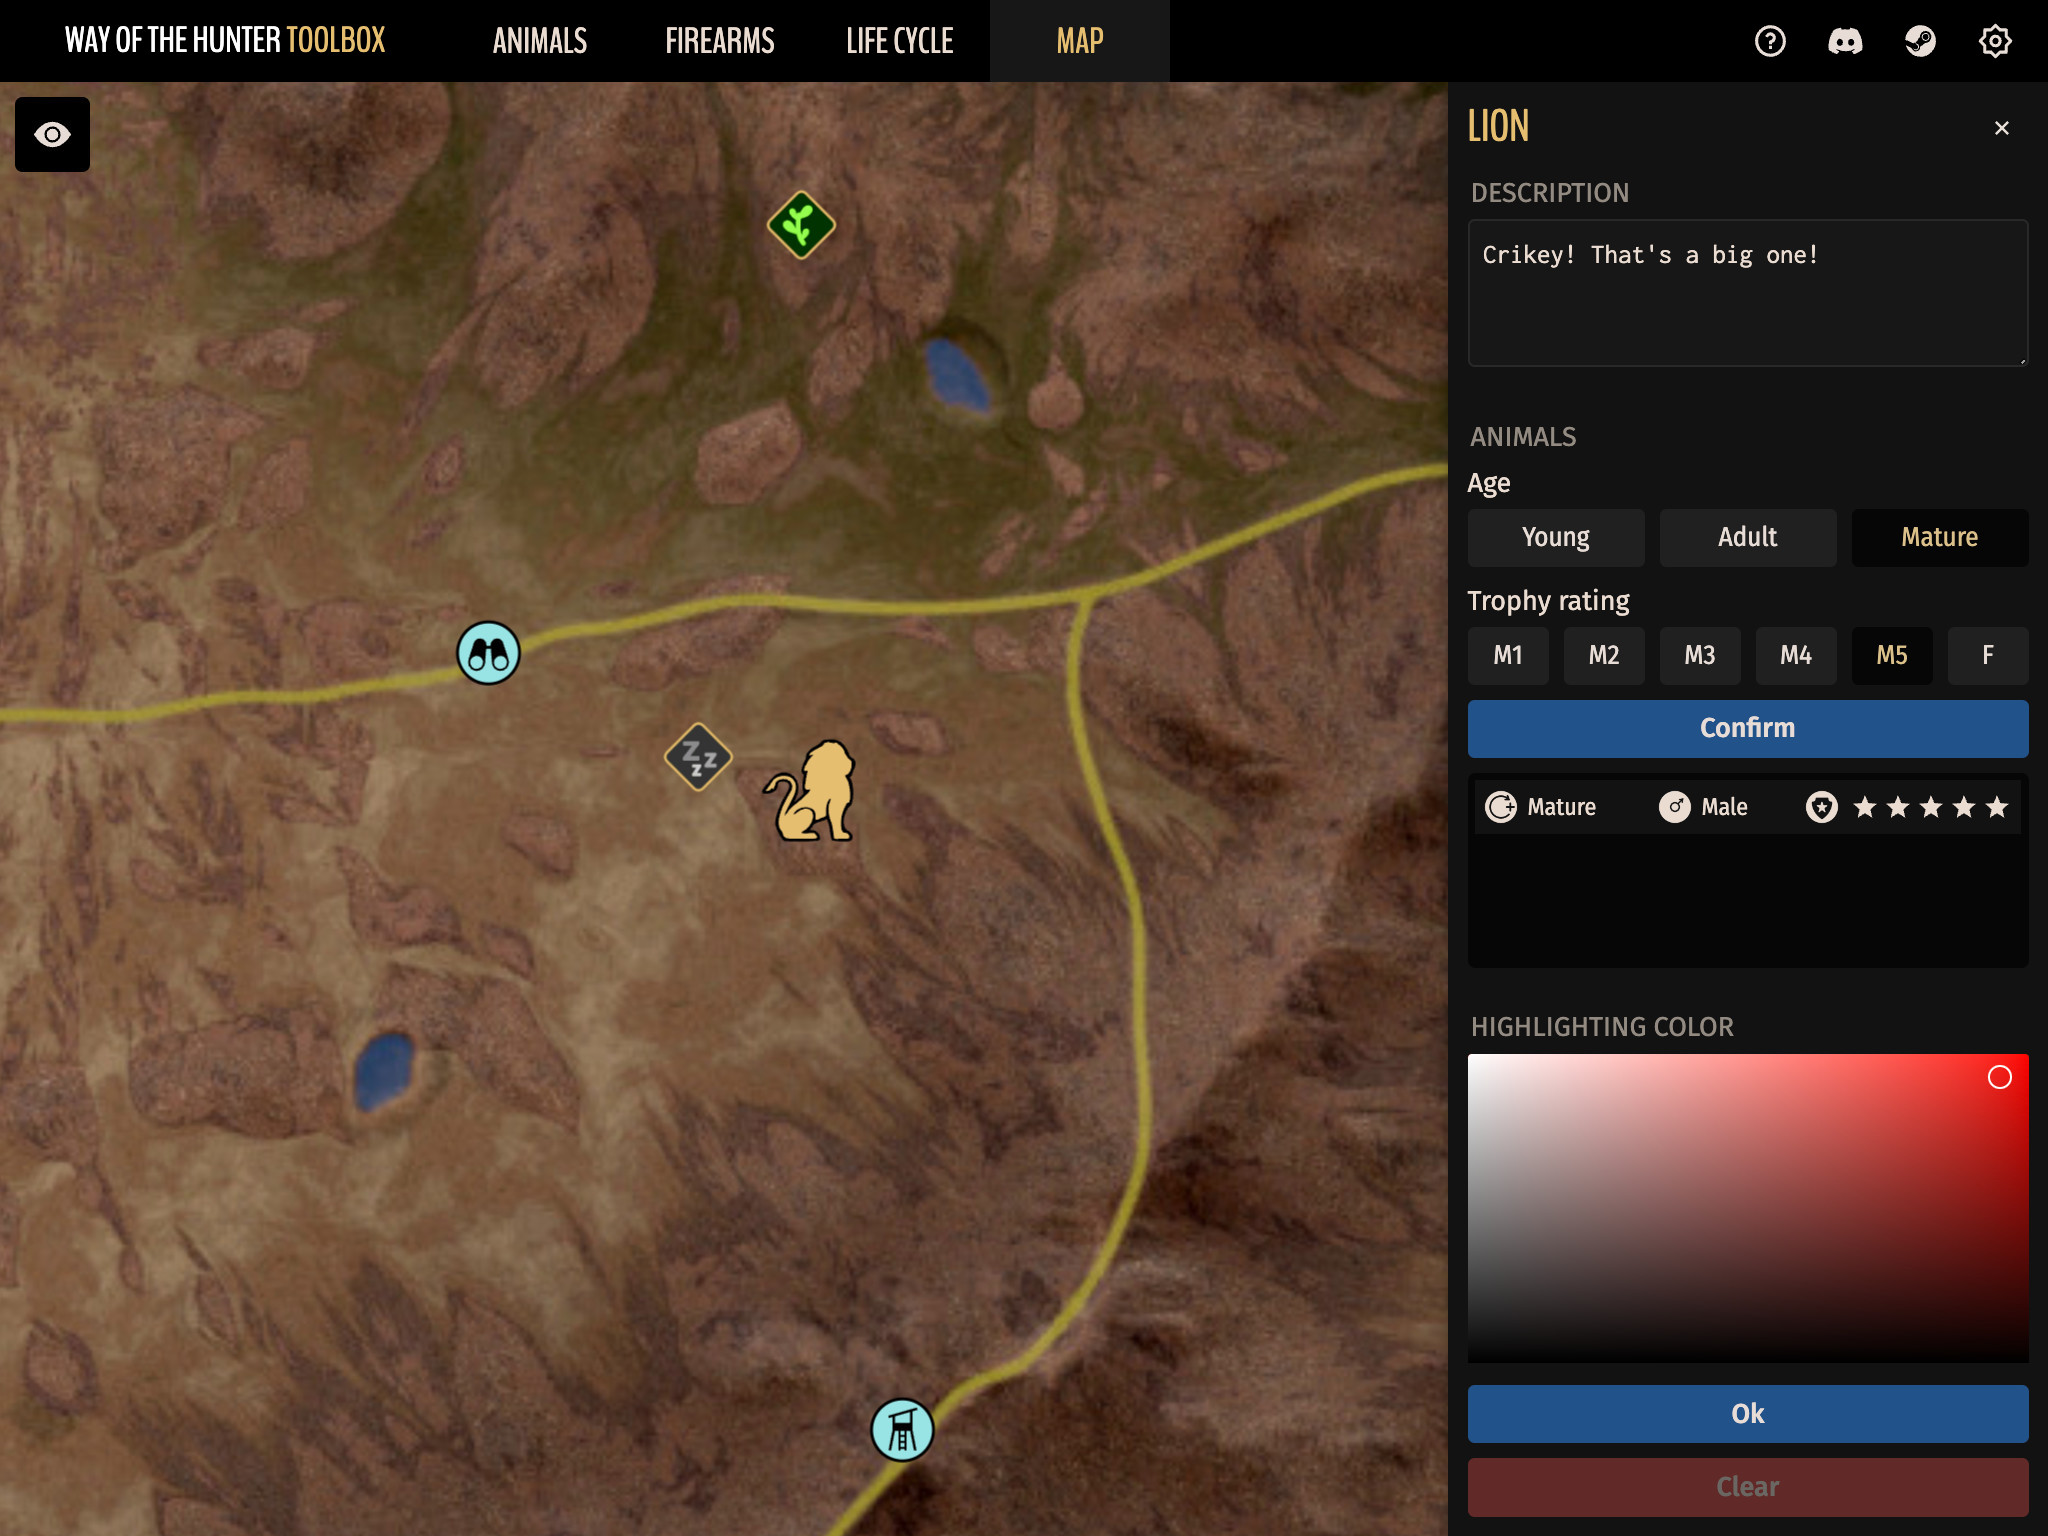 WAY OF THE HUNTER TOOLBOX
ANIMALS
FIREARMS
LIFE CYCLE
MAP
LION
DESCRIPTION
Crikey! That's a big one!
ANIMALS
Age
Young
Adult
Mature
Trophy rating
M1
M2
M3
M4
M5
F
Confirm
Mature
Male
HIGHLIGHTING COLOR
Ok
Clear
Z
Z
Z